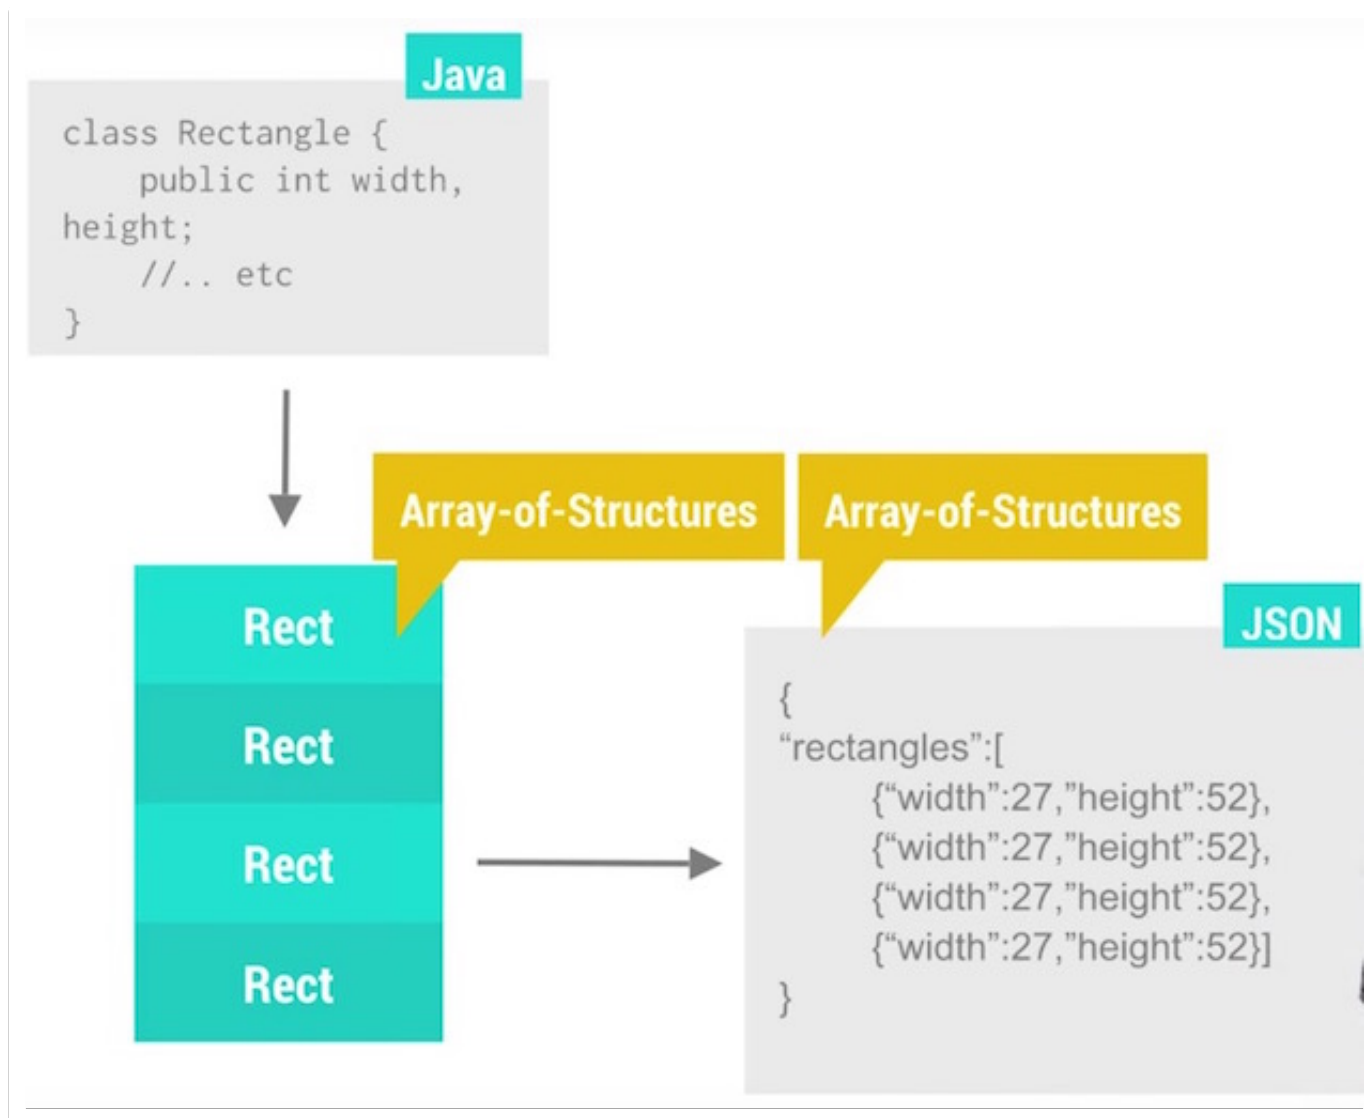 Java
class Rectangle {
public int width,
height;
//.. etc
}
Array-of-Structures
Array-of-Structures
Rect
Rect
Rect
Rect
JSON
{
“rectangles”:[
{“width”:27,”height”:52},
{“width”:27,”height”:52},
{“width”:27,”height”:52},
{“width”:27,”height”:52}]
}